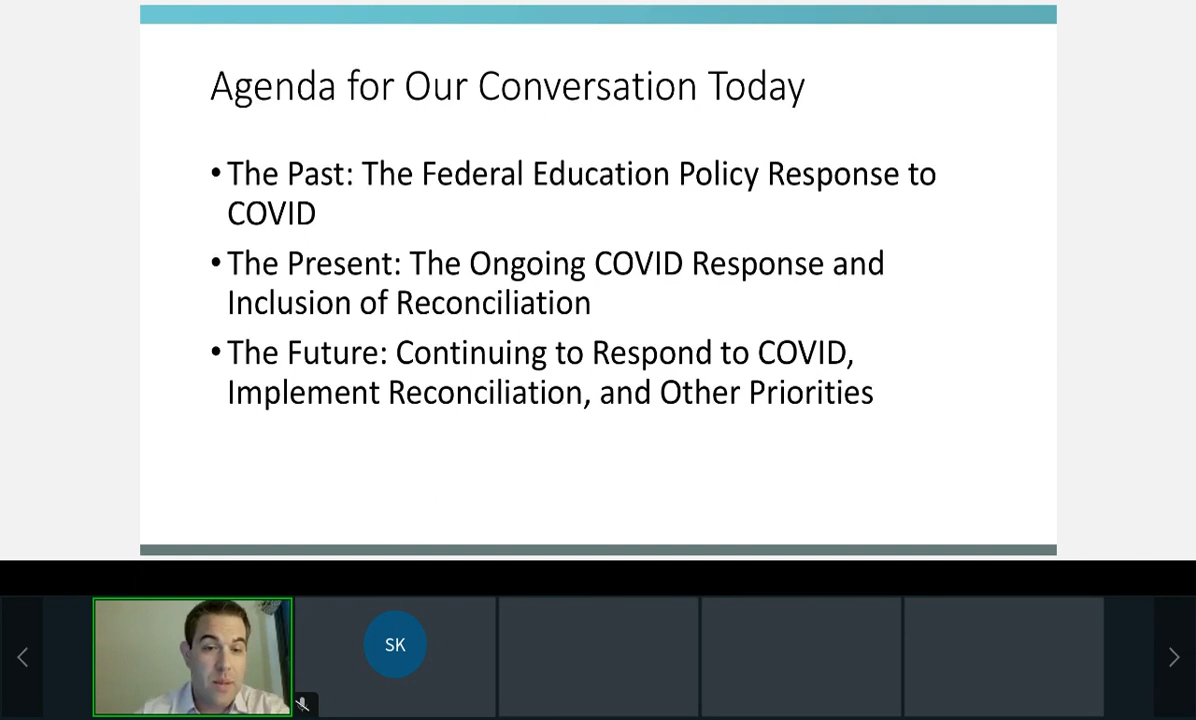 Agenda for Our Conversation Today
• The Past: The Federal Education Policy Response to
COVID
• The Present: The Ongoing COVID Response and
Inclusion of Reconciliation
• The Future: Continuing to Respond to COVID,
Implement Reconciliation, and Other Priorities
SK